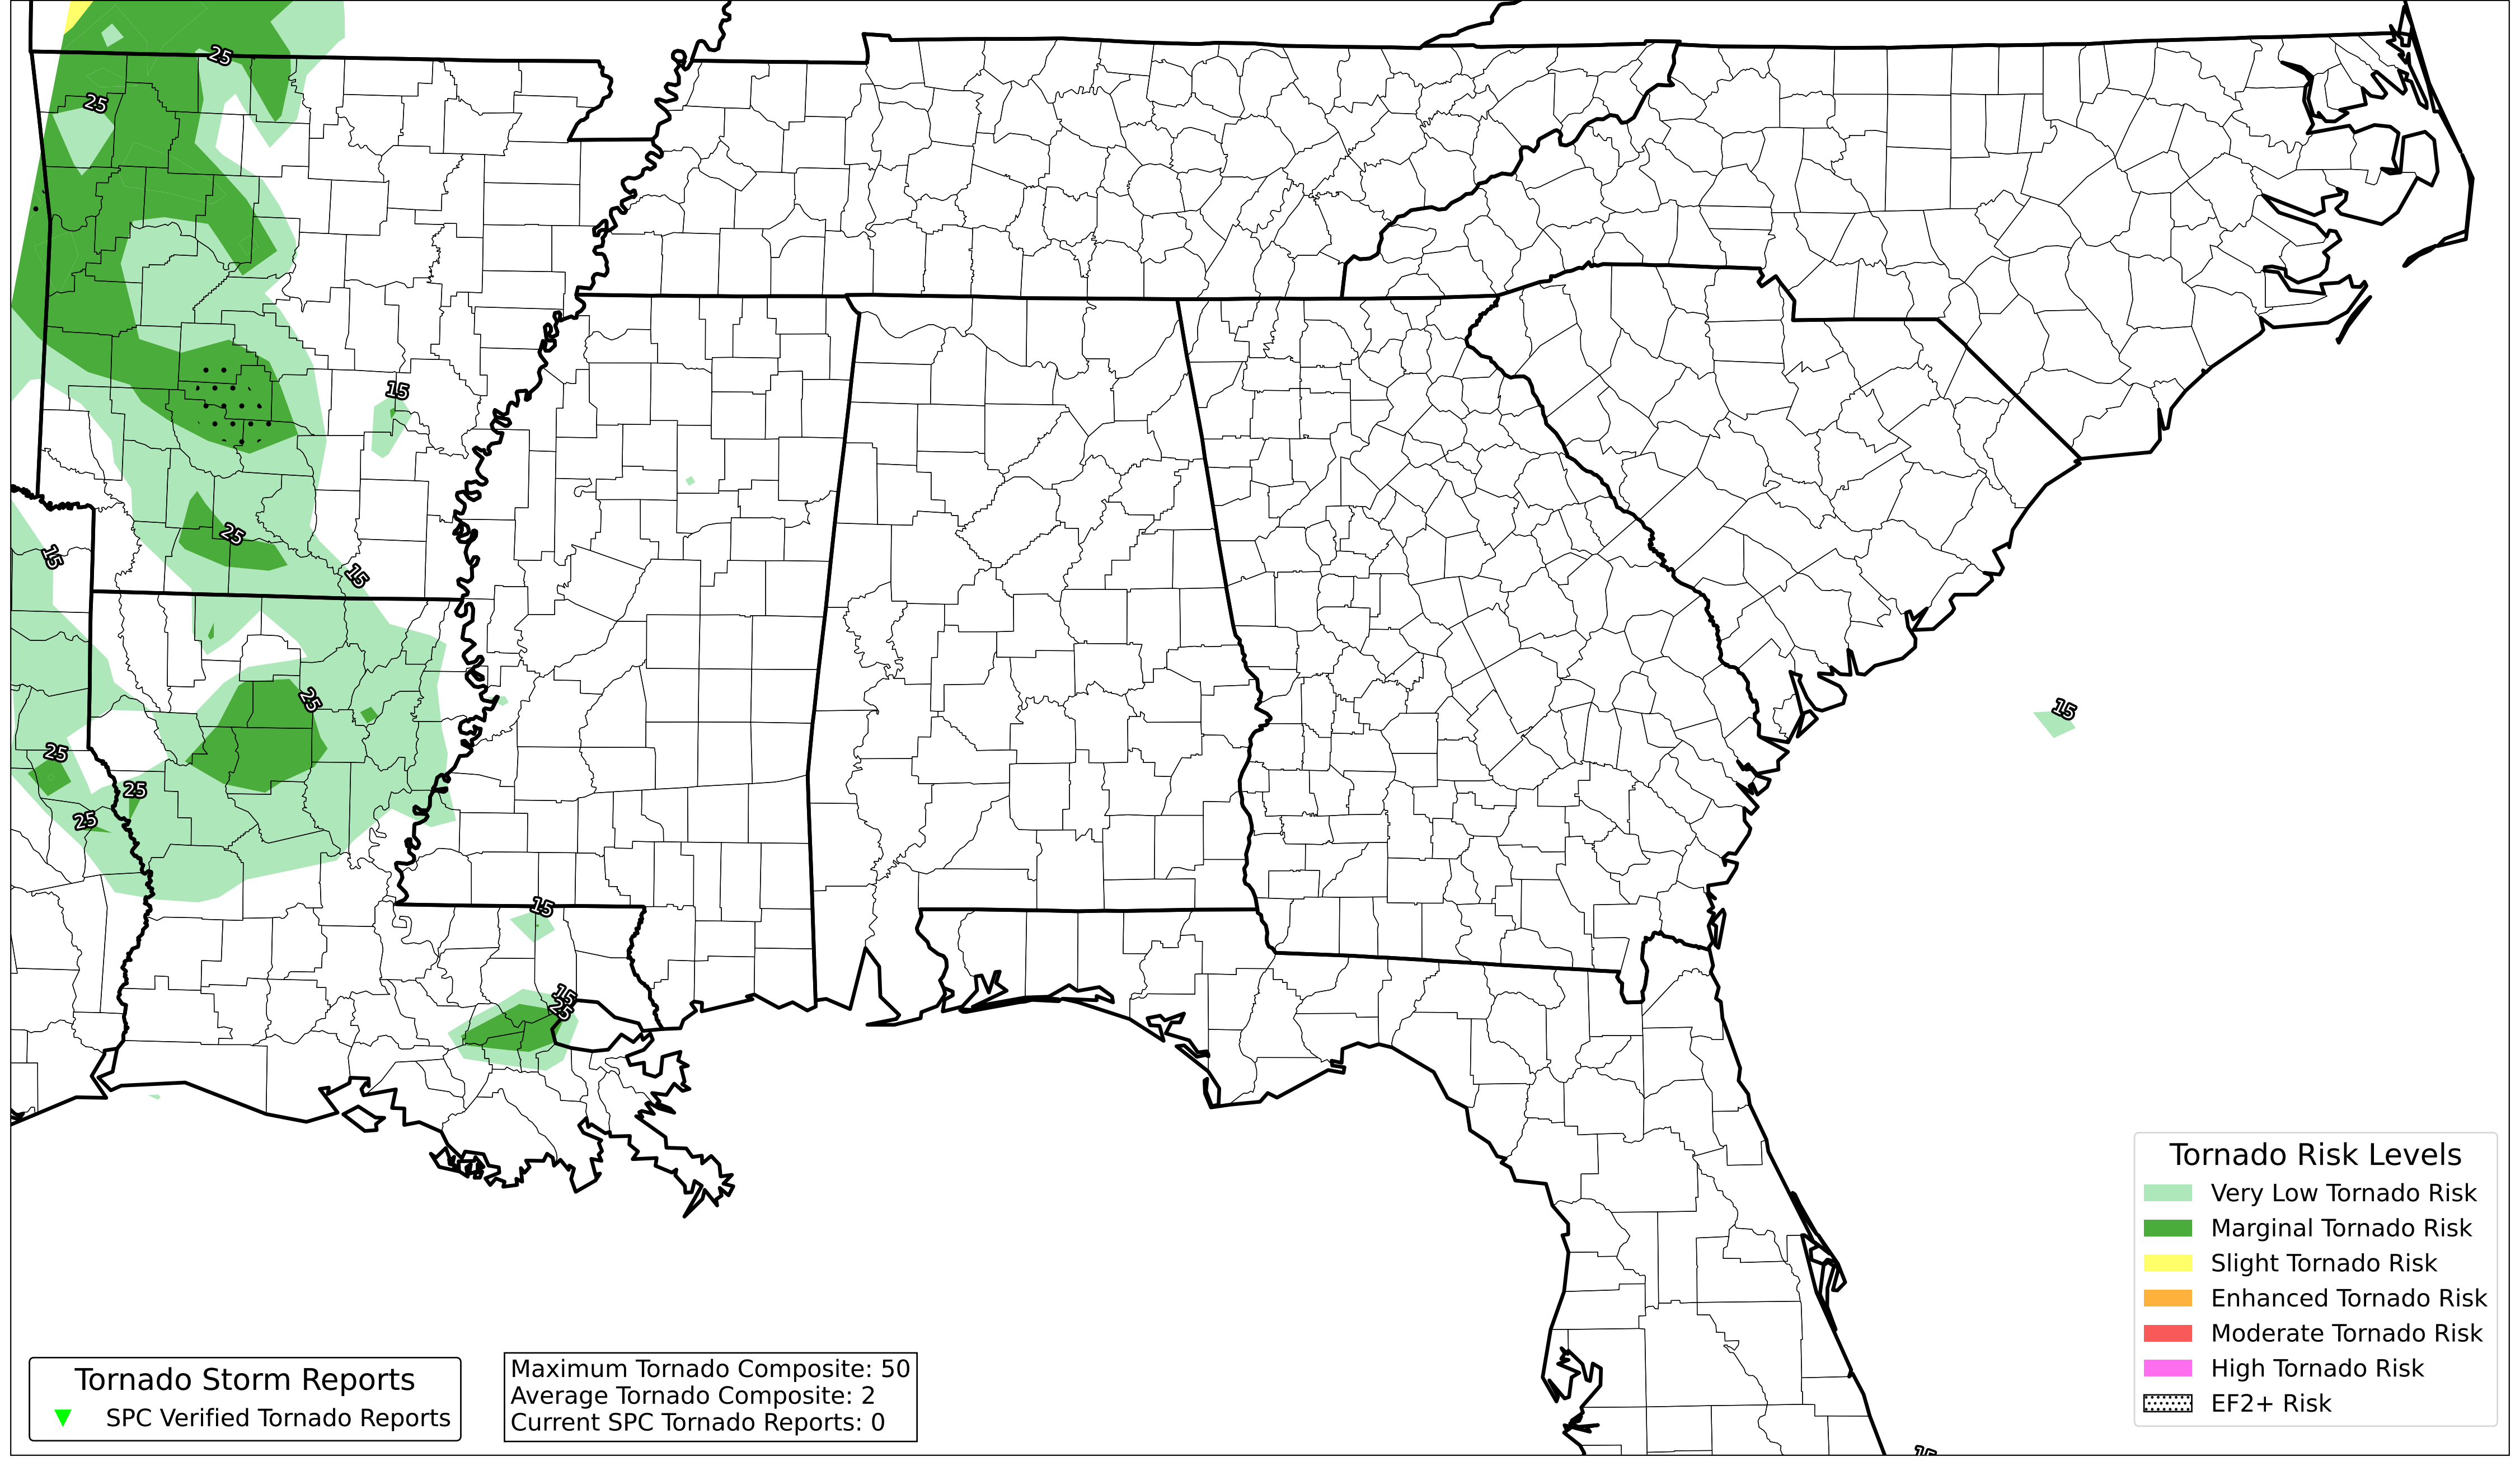 25
25
15
25
15
15
25
25
15
25
25
15
15
25
15
Tornado Risk Levels
Very Low Tornado Risk
Marginal Tornado Risk
Slight Tornado Risk
Enhanced Tornado Risk
Moderate Tornado Risk
High Tornado Risk
EF2+ Risk
Tornado Storm Reports
SPC Verified Tornado Reports
Maximum Tornado Composite: 50
Average Tornado Composite: 2
Current SPC Tornado Reports: 0